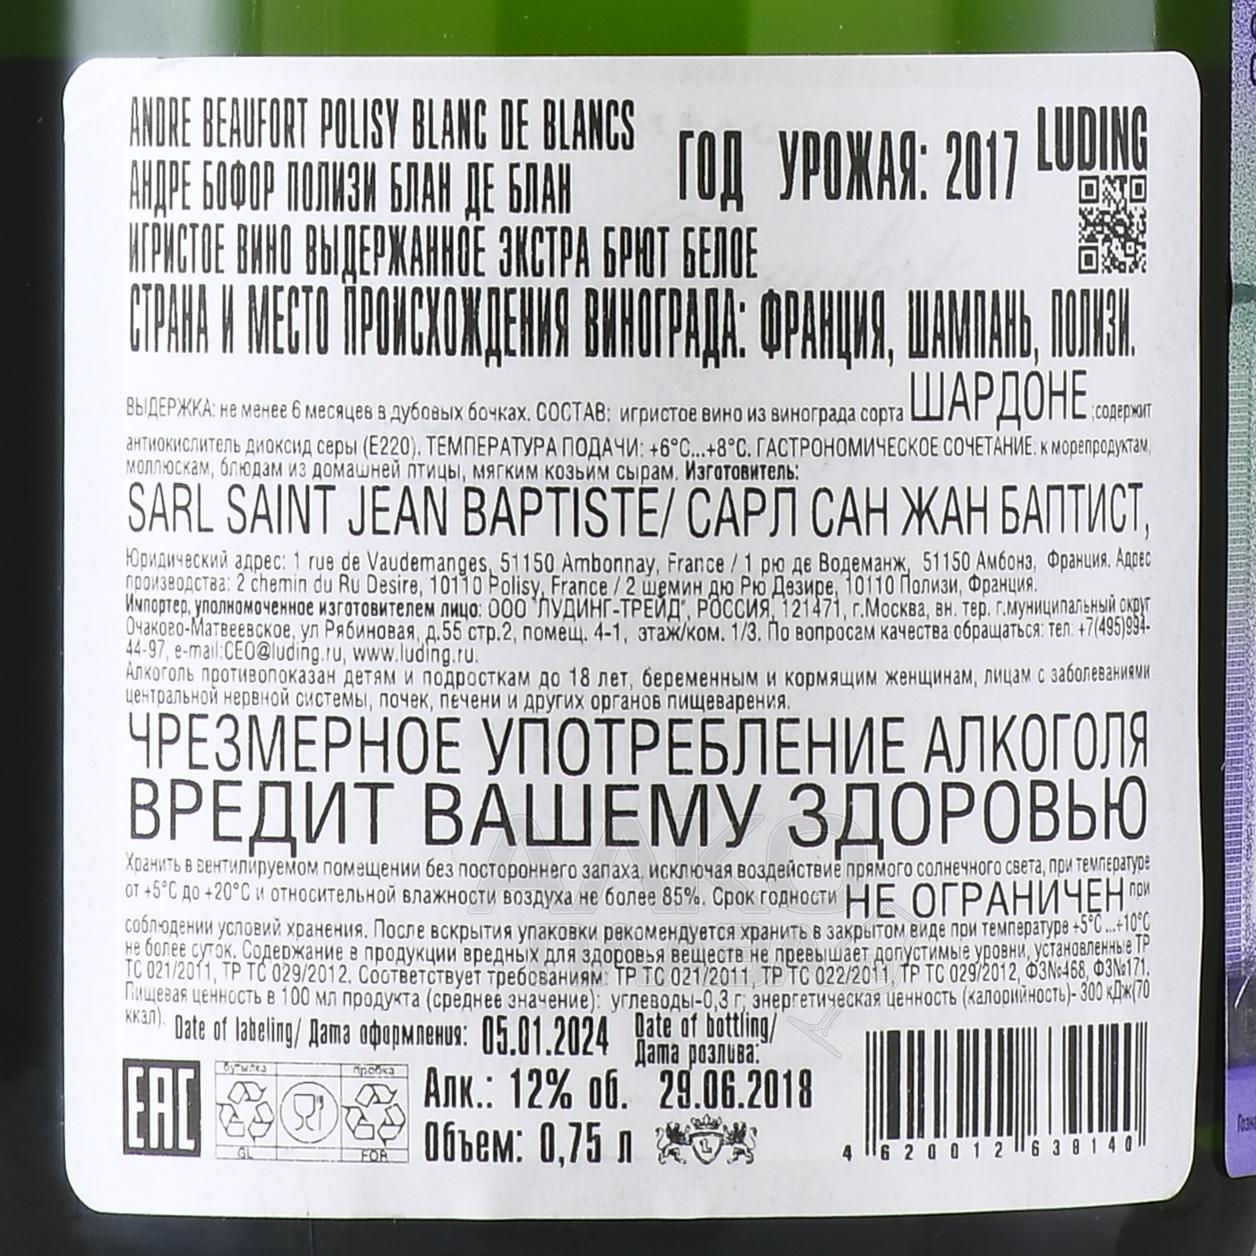 ANDRE BEAUFORT POLISY BLANC DE BLANCS
АНДРЕ БОФОР ПОЛИЗИ БЛАН ДЕ БЛАН
ГОД УРОЖАЯ: 2017
LUDING
ИГРИСТОЕ ВИНО ВЫДЕРЖАННОЕ ЭКСТРА БРЮТ БЕЛОЕ
СТРАНА И МЕСТО ПРОИСХОЖДЕНИЯ ВИНОГРАДА: ФРАНЦИЯ, ШАМПАНЬ, ПОЛИЗИ.
ВЫДЕРЖКА: не менее 6 месяцев в дубовых бочках. СОСТАВ: игристое вино из винограда сорта ШАРДОНЕ ;содержит
антиокислитель диоксид серы (Е220). ТЕМПЕРАТУРА ПОДАЧИ: +6°С...+8°С. ГАСТРОНОМИЧЕСКОЕ СОЧЕТАНИЕ: к морепродуктам,
моллюскам, блюдам из домашней птицы, мягким козьим сырам. Изготовитель:
SARL SAINT JEAN BAPTISTE/ САРЛ САН ЖАН БАПТИСТ,
Юридический адрес: 1 rue de Vaudemanges, 51150 Ambonnay, France / 1 рю де Водеманж, 51150 Амбонэ, Франция. Адрес
производства: 2 chemin du Ru Desire, 10110 Polisy, France / 2 шемин дю Рю Дезире, 10110 Полизи, Франция.
Импортер, уполномоченное изготовителем лицо: ООО "ЛУДИНГ-ТРЕЙД", РОССИЯ, 121471, г.Москва, вн. тер. г.муниципальный округ
Очаково-Матвеевское, ул Рябиновая, д.55 стр.2, помещ. 4-1, этаж/ком. 1/3. По вопросам качества обращаться: тел. +7(495)994-
44-97, e-mail:CEO@luding.ru, www.luding.ru.
Алкоголь противопоказан детям и подросткам до 18 лет, беременным и кормящим женщинам, лицам с заболеваниями
центральной нервной системы, почек, печени и других органов пищеварения.
ЧРЕЗМЕРНОЕ УПОТРЕБЛЕНИЕ АЛКОГОЛЯ
ВРЕДИТ ВАШЕМУ ЗДОРОВЬЮ
Хранить в вентилируемом помещении без постороннего запаха, исключая воздействие прямого солнечного света, при температуре
от +5°С до +20°С и относительной влажности воздуха не более 85%. Срок годности НЕ ОГРАНИЧЕН при
соблюдении условий хранения. После вскрытия упаковки рекомендуется хранить в закрытом виде при температуре +5°С...+10°С
не более суток. Содержание в продукции вредных для здоровья веществ не превышает допустимые уровни, установленные ТР
ТС 021/2011, ТР ТС 029/2012. Соответствует требованиям: ТР ТС 021/2011, ТР ТС 022/2011, ТР ТС 029/2012, ФЗ№468, ФЗ№171.
Пищевая ценность в 100 мл продукта (среднее значение): углеводы-0,3 г; энергетическая ценность (калорийность)- 300 кДж(70
ккал).
Date of labeling/ Дата оформления: 05.01.2024
Date of bottling/
Дата розлива:
29.06.2018
EAC
бутылка
пробка
GL
FOR
Алк.: 12% об.
Объем: 0,75 л
L
4 620012 638140